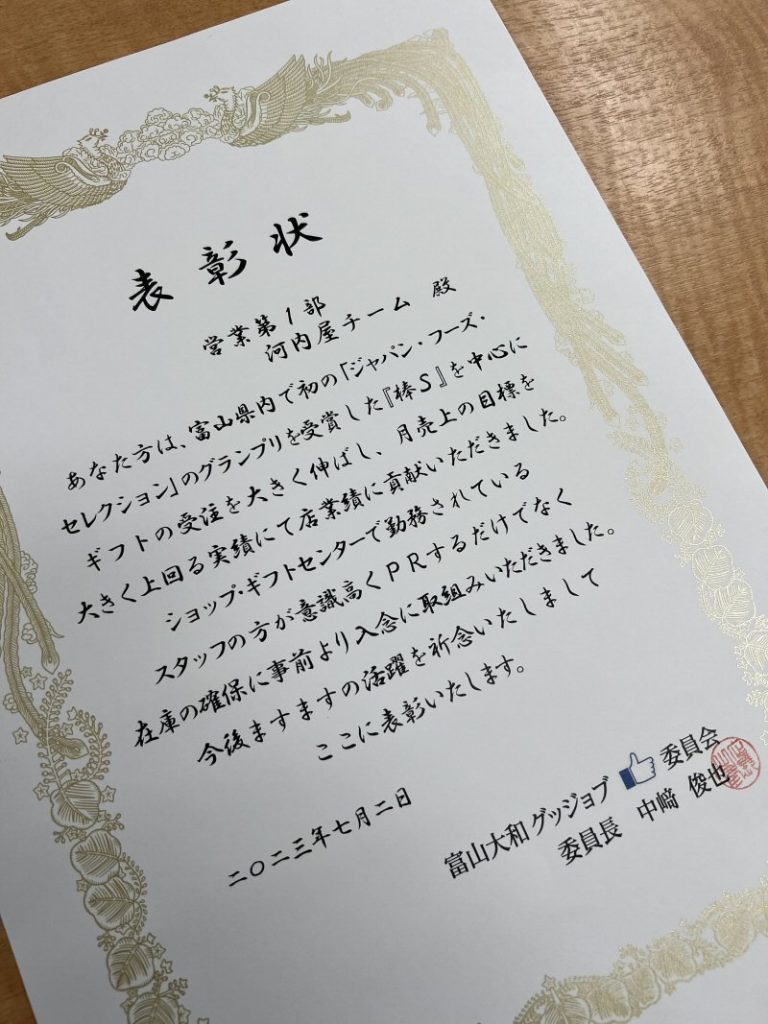 表彰状
営業第1部
河内屋チーム 殿
あなた方は、富山県内で初の「ジャパン・フーズ・
セレクション」のグランプリを受賞した『棒S』を中心に
ギフトの受注を大きく伸ばし、月売上の目標を
大きく上回る実績にて店業績に貢献いただきました。
ショップ・ギフトセンターで勤務されている
スタッフの方が意識高くPRするだけでなく
在庫の確保に事前より入念に取組みいただきました。
今後ますますの活躍を祈念いたしまして
ここに表彰いたします。
二〇二三年七月二日
富山大和 グッジョブ 委員会
委員長 中﨑 俊也